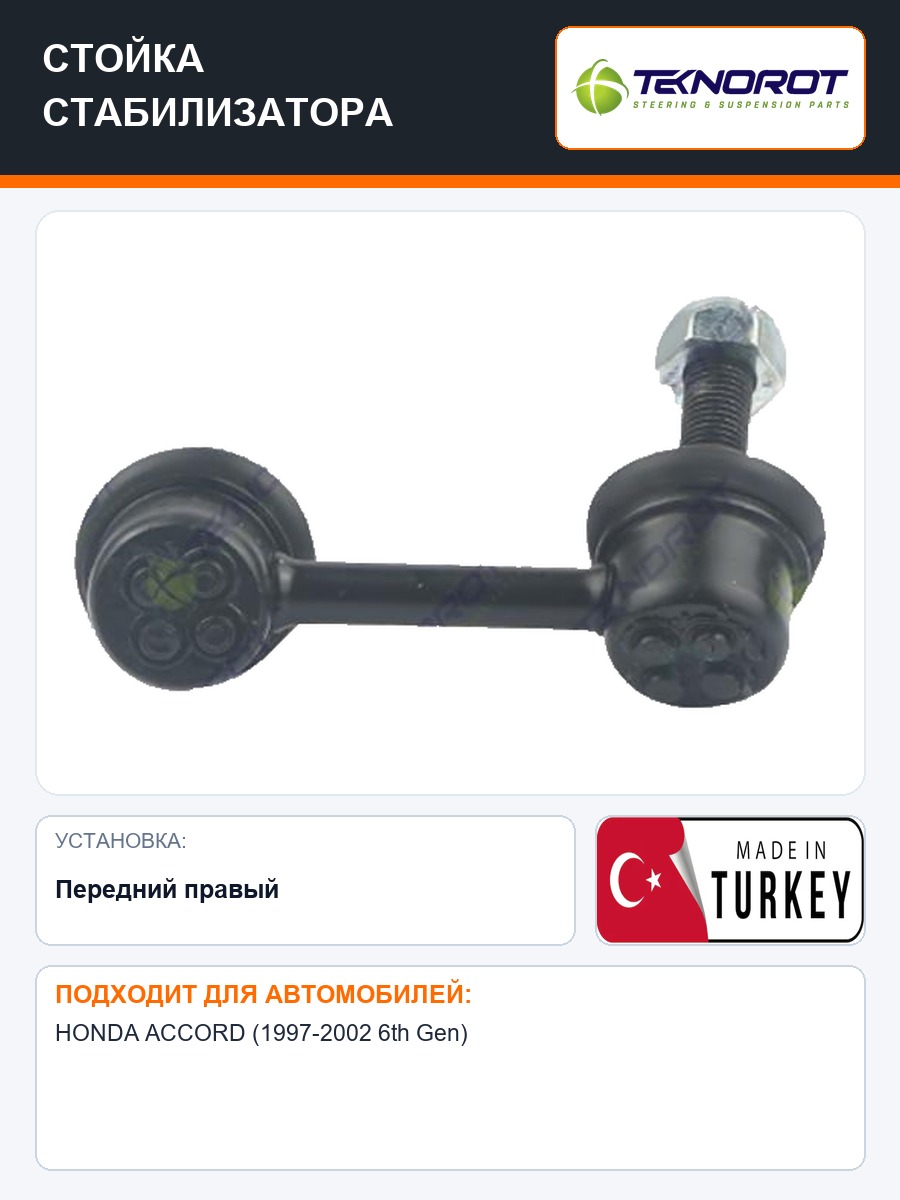 СТОЙКА
СТАБИЛИЗАТОРА
TEKNOROT
STEERING & SUSPENSION PARTS
TEKNOROT
УСТАНОВКА:
Передний правый
MADE IN
TURKEY
ПОДХОДИТ ДЛЯ АВТОМОБИЛЕЙ:
HONDA ACCORD (1997-2002 6th Gen)